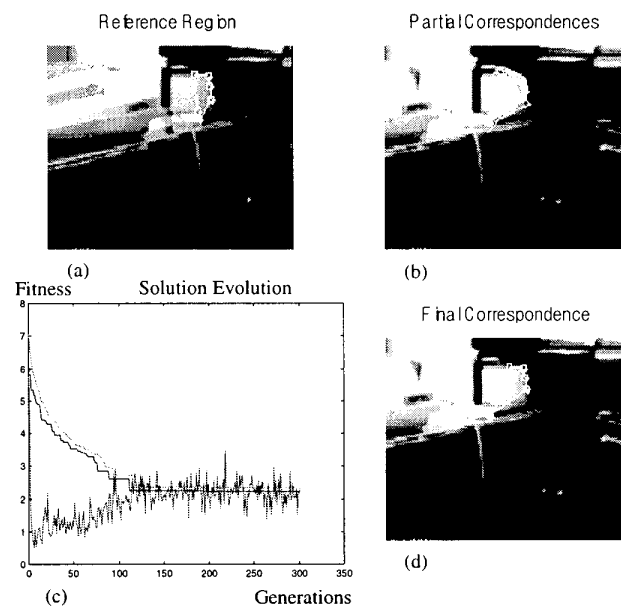 Reference Region
Partial Correspondences
(a)
(b)
Fitness
Solution Evolution
8
7
6
5
4
3
2
1
0
0
50
100
150
200
250
300
350
(c)
Generations
Final Correspondence
(d)